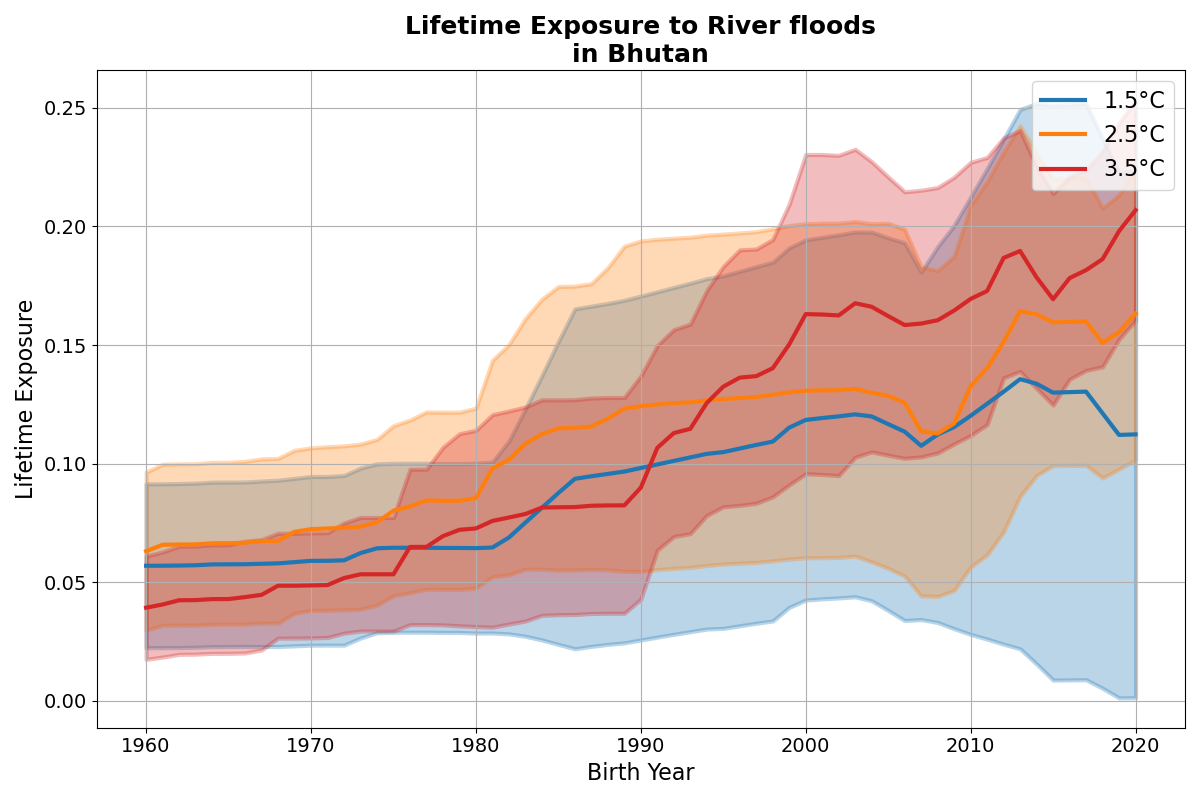 Lifetime Exposure to River floods
in Bhutan
1.5°C
2.5°C
3.5°C
Lifetime Exposure
0.25
0.20
0.15
0.10
0.05
0.00
1960 1970 1980 1990 2000 2010 2020
Birth Year